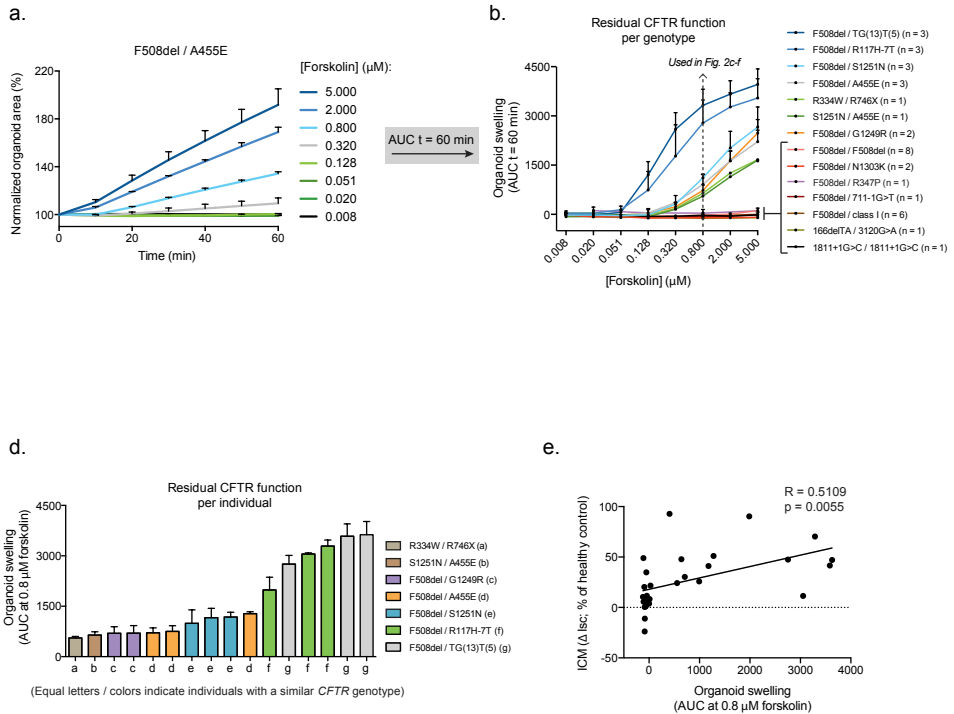 a.
F508del / A455E
Normalized organoid area (%)
220
180
140
100
0
20
40
60
Time (min)
[Forskolin] (µM):
5.000
2.000
0.800
0.320
0.128
0.051
0.020
0.008
AUC t = 60 min
b.
Residual CFTR function
per genotype
Used in Fig. 2c-f
Organoid swelling
(AUC t = 60 min)
4500
3000
1500
0
0.008
0.020
0.051
0.128
0.320
0.800
2.000
5.000
[Forskolin] (µM)
F508del / TG(13)T(5) (n = 3)
F508del / R117H-7T (n = 3)
F508del / S1251N (n = 3)
F508del / A455E (n = 3)
R334W / R746X (n = 1)
S1251N / A455E (n = 1)
F508del / G1249R (n = 2)
F508del / F508del (n = 8)
F508del / N1303K (n = 2)
F508del / R347P (n = 1)
F508del / 711-1G>T (n = 1)
F508del / class I (n = 6)
166delTA / 3120G>A (n = 1)
1811+1G>C / 1811+1G>C (n = 1)
d.
Residual CFTR function
per individual
Organoid swelling
(AUC at 0.8 µM forskolin)
4500
3000
1500
0
a b c c d d e e e d f g f f g g
(Equal letters / colors indicate individuals with a similar CFTR genotype)
R334W / R746X (a)
S1251N / A455E (b)
F508del / G1249R (c)
F508del / A455E (d)
F508del / S1251N (e)
F508del / R117H-7T (f)
F508del / TG(13)T(5) (g)
e.
R = 0.5109
p = 0.0055
ICM (Δ Isc; % of healthy control)
100
50
0
-50
0
1000
2000
3000
4000
Organoid swelling
(AUC at 0.8 µM forskolin)